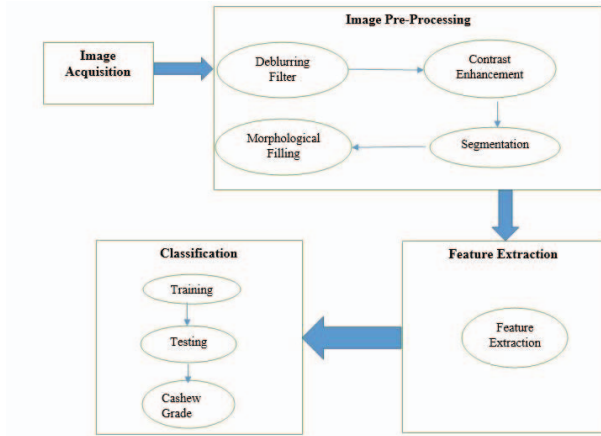 Image Pre-Processing
Image
Acquisition
Deblurring
Filter
Contrast
Enhancement
Morphological
Filling
Segmentation
Classification
Training
Testing
Cashew
Grade
Feature Extraction
Feature
Extraction